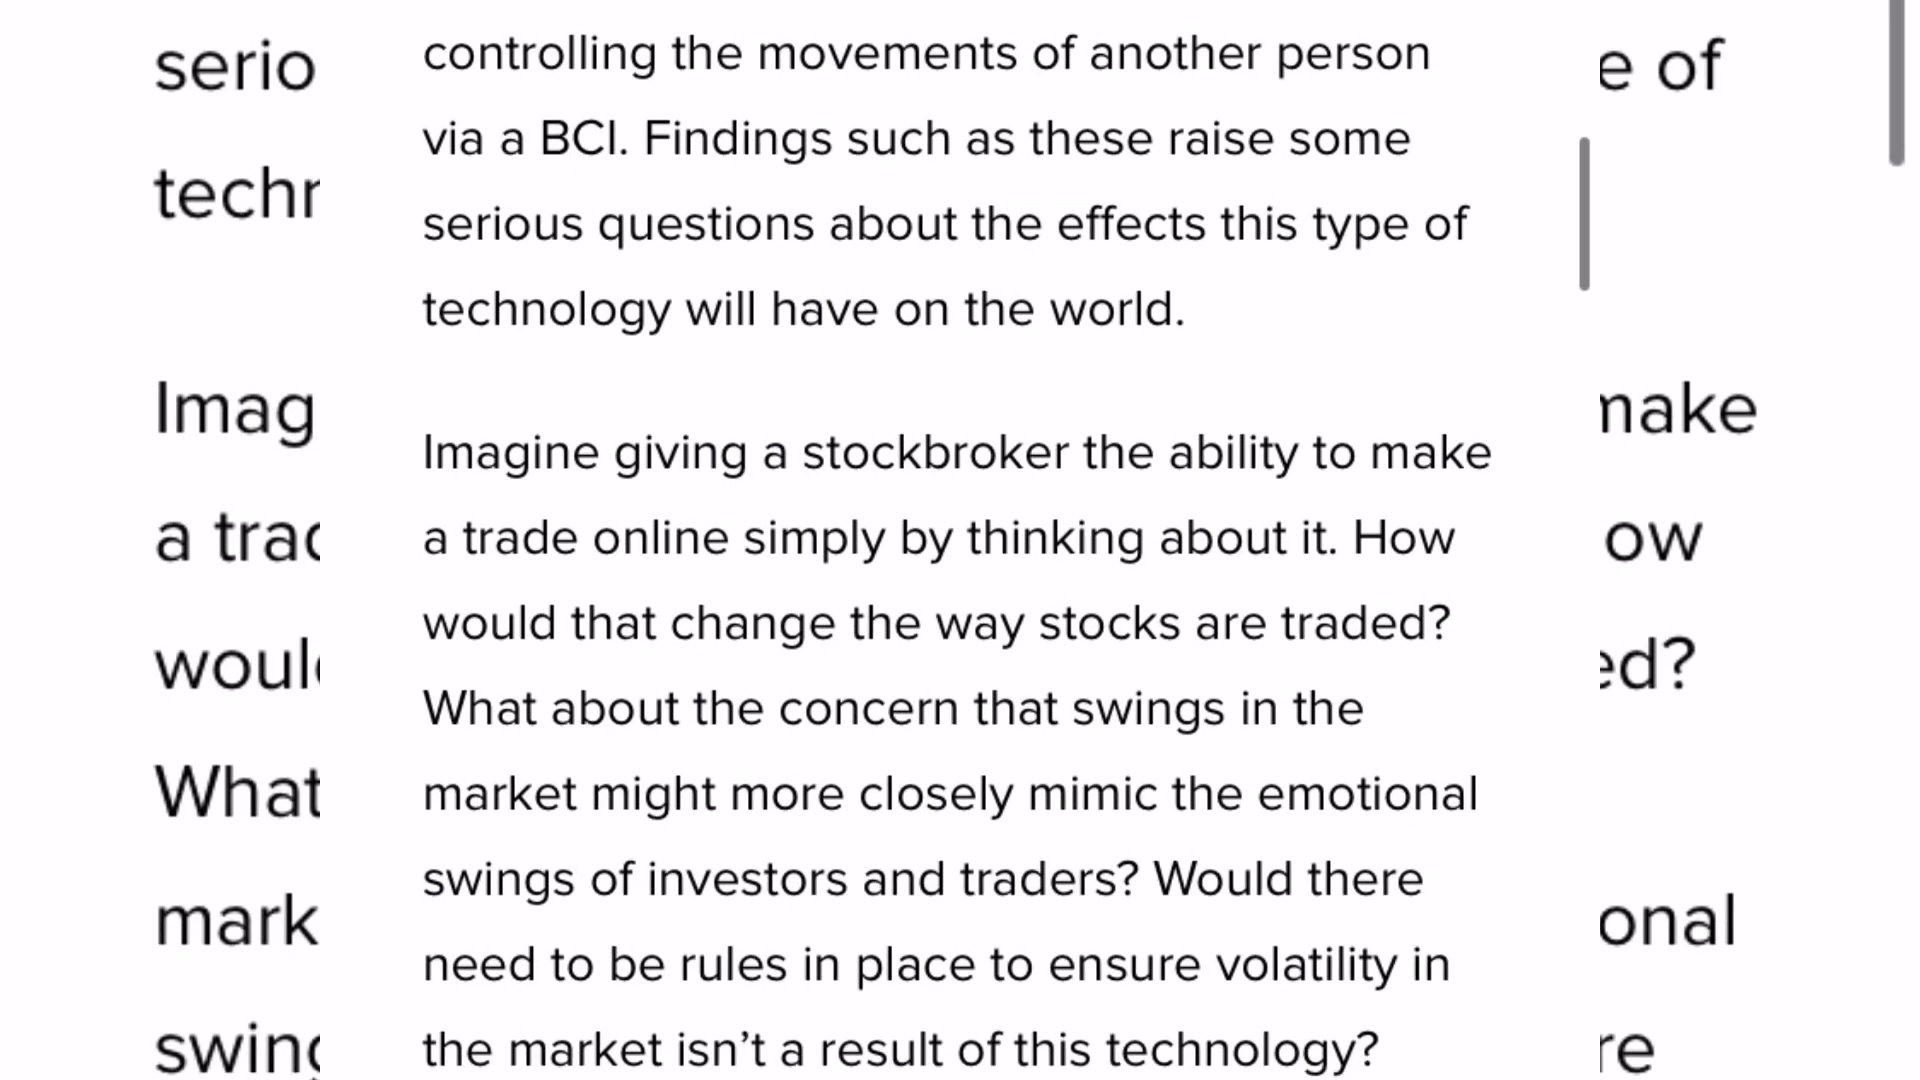 controlling the movements of another person
via a BCI. Findings such as these raise some
serious questions about the effects this type of
technology will have on the world.
Imagine giving a stockbroker the ability to make
a trade online simply by thinking about it. How
would that change the way stocks are traded?
What about the concern that swings in the
market might more closely mimic the emotional
swings of investors and traders? Would there
need to be rules in place to ensure volatility in
the market isn’t a result of this technology?